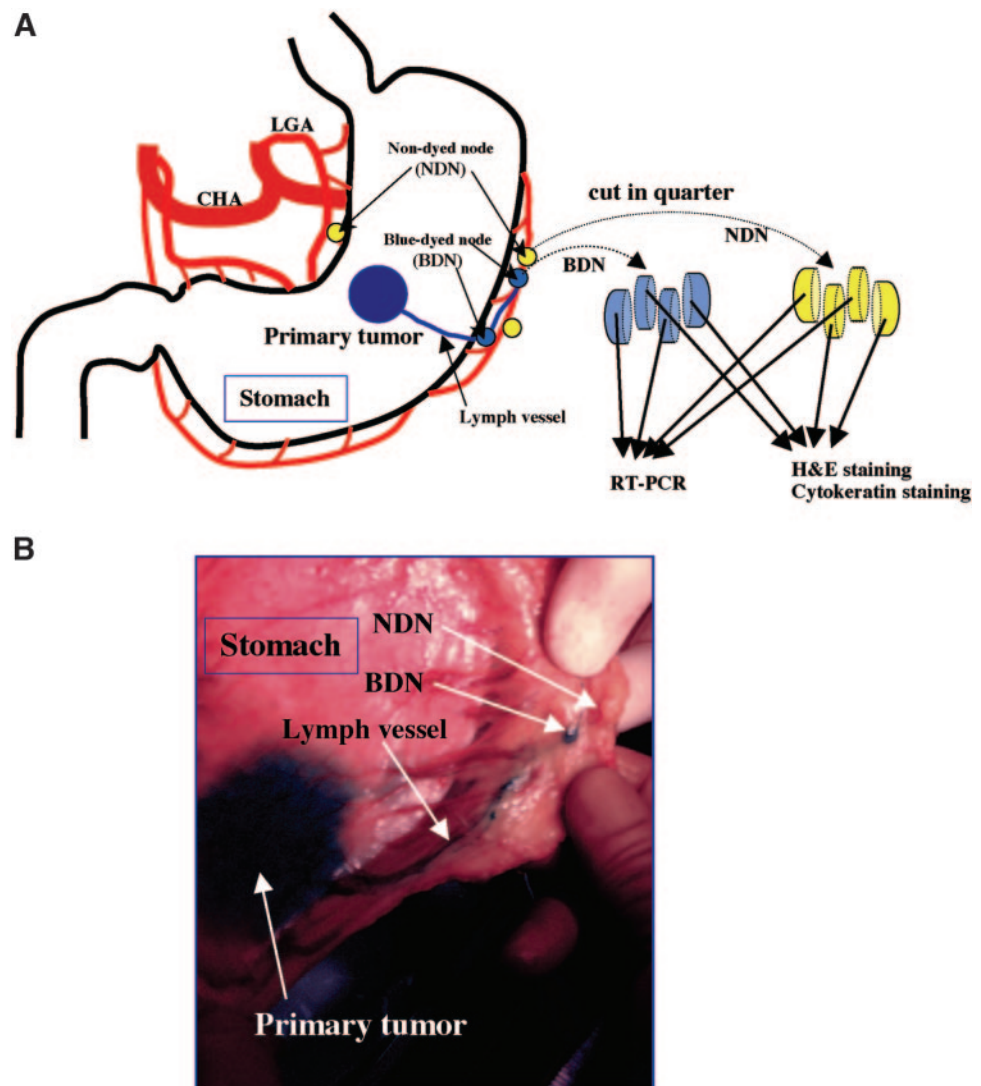 A
LGA
Non-dyed node
(NDN)
CHA
cut in quarter
NDN
Blue-dyed node
(BDN)
BDN
Primary tumor
Stomach
Lymph vessel
RT-PCR
H&E staining
Cytokeratin staining
B
NDN
Stomach
BDN
Lymph vessel
Primary tumor